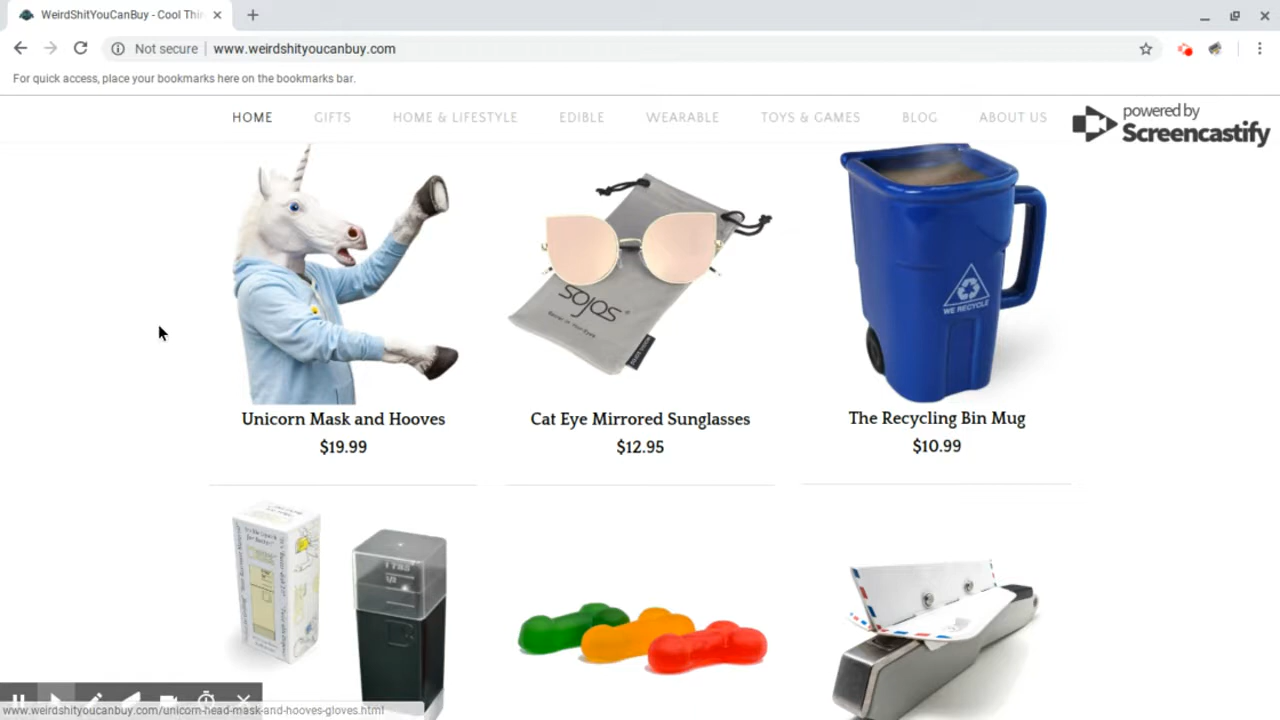 WeirdShitYouCanBuy - Cool Thin
Not secure
www.weirdshityoucanbuy.com
For quick access, place your bookmarks here on the bookmarks bar.
HOME GIFTS HOME & LIFESTYLE EDIBLE WEARABLE TOYS & GAMES BLOG ABOUT US
powered by
Screencastify
SOJOS
WE RECYCLE
Unicorn Mask and Hooves
Cat Eye Mirrored Sunglasses
The Recycling Bin Mug
$19.99
$12.95
$10.99
www.weirdshityoucanbuy.com/unicorn-head-mask-and-hooves-gloves.html